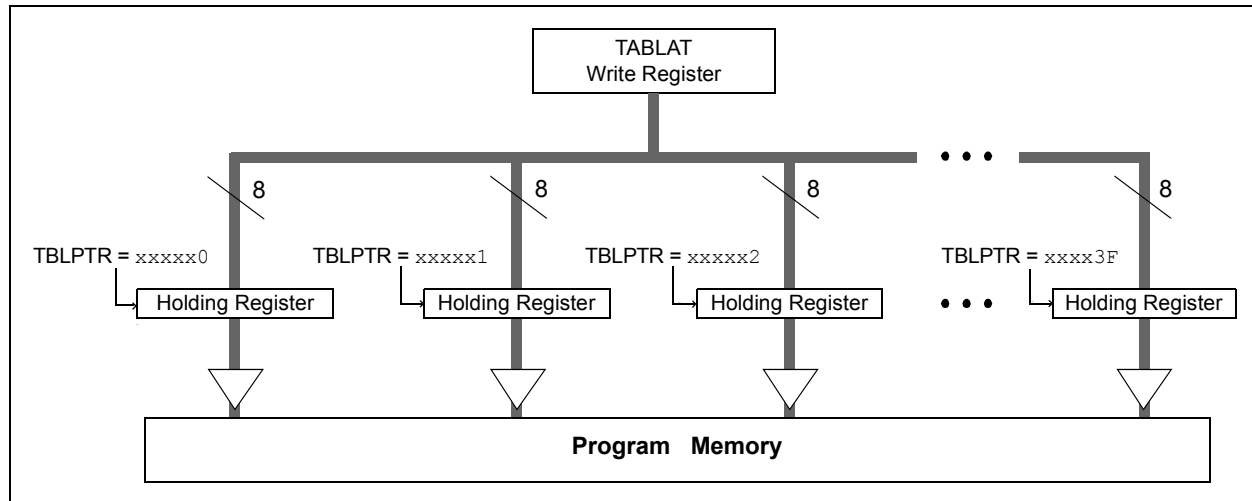 TABLAT
Write Register
• • •
8
8
8
8
TBLPTR = xxxxx0
TBLPTR = xxxxx1
TBLPTR = xxxxx2
TBLPTR = xxxx3F
Holding Register
Holding Register
Holding Register
• • •
Holding Register
Program Memory